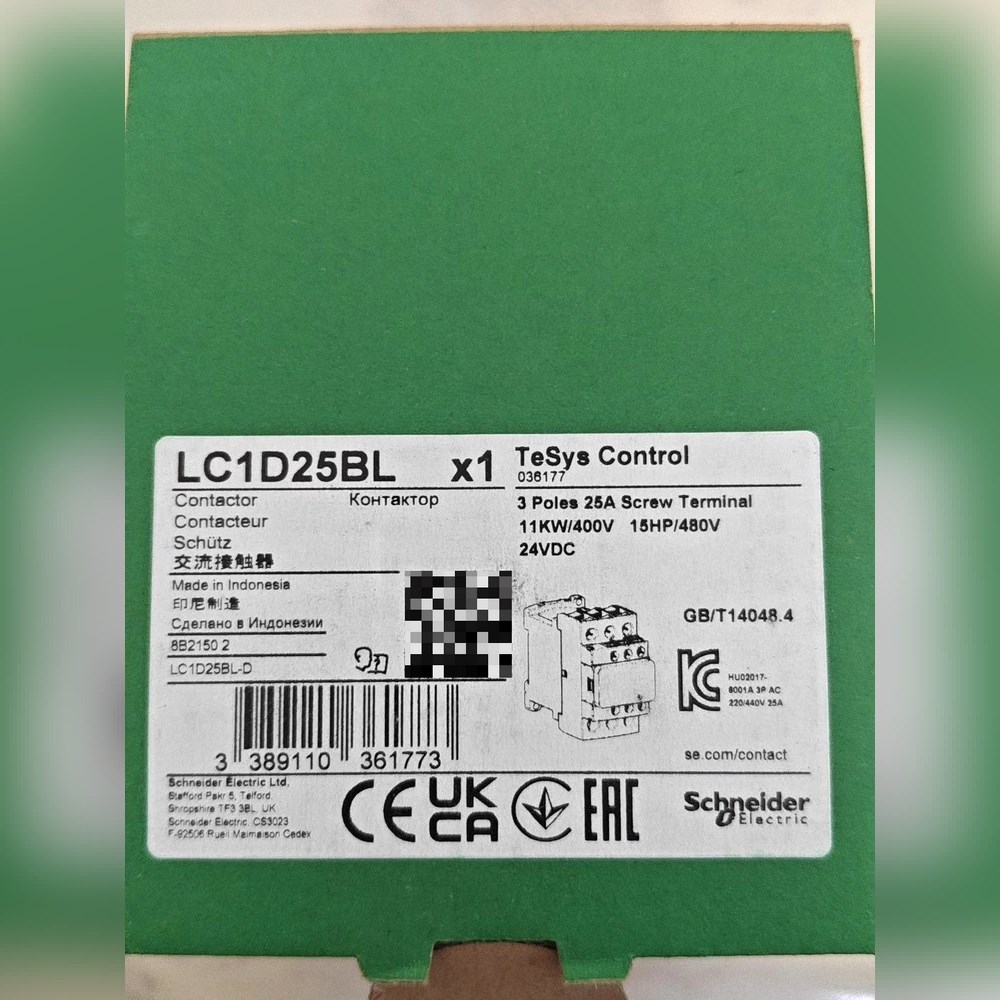 LC1D25BL x1
TeSys Control
036177
Contactor Контактор
Contacteur
Schütz
交流接触器
3 Poles 25A Screw Terminal
11KW/400V 15HP/480V
24VDC
Made in Indonesia
印尼制造
Сделано в Индонезии
8B2150 2
LC1D25BL-D
GB/T14048.4
HU02017-
8001A 3P AC
220/440V 25A
se.com/contact
3 389110 361773
Schneider Electric Ltd,
Stafford Pakr 5, Telford,
Shropshire TF3 3BL, UK
Schneider Electric, CS3023
F-92506 Rueil Malmaison Cedex
CE UK CA EAC
Schneider
Electric